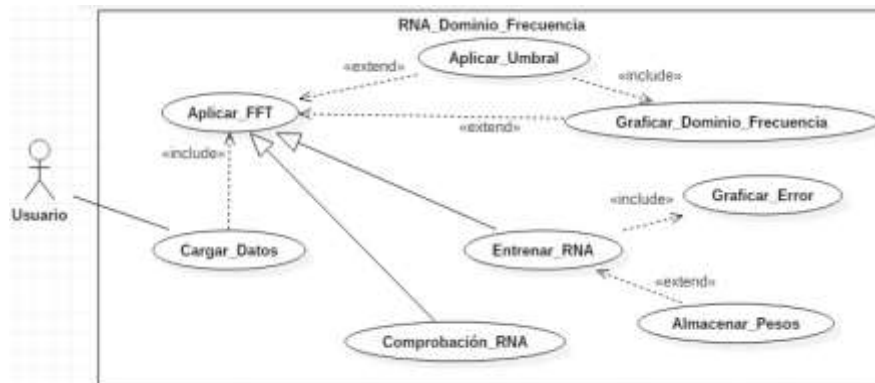 RNA_Dominio_Frecuencia
Aplicar_Umbral
«extend»
«include»
Aplicar_FFT
«extend»
Graficar_Dominio_Frecuencia
«include»
Usuario
Graficar_Error
«include»
Cargar_Datos
Entrenar_RNA
«extend»
Almacenar_Pesos
Comprobación_RNA